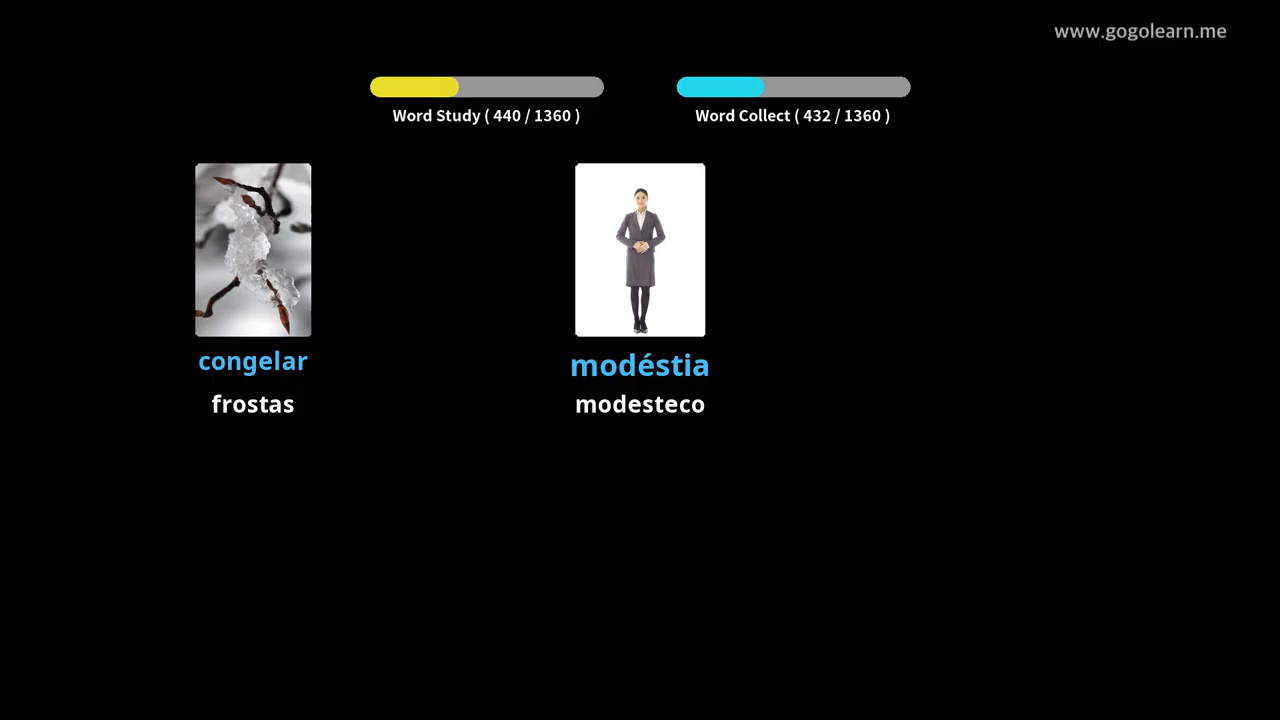 www.gogolearn.me
Word Study ( 440 / 1360 )
Word Collect ( 432 / 1360 )
congelar
frostas
modéstia
modesteco